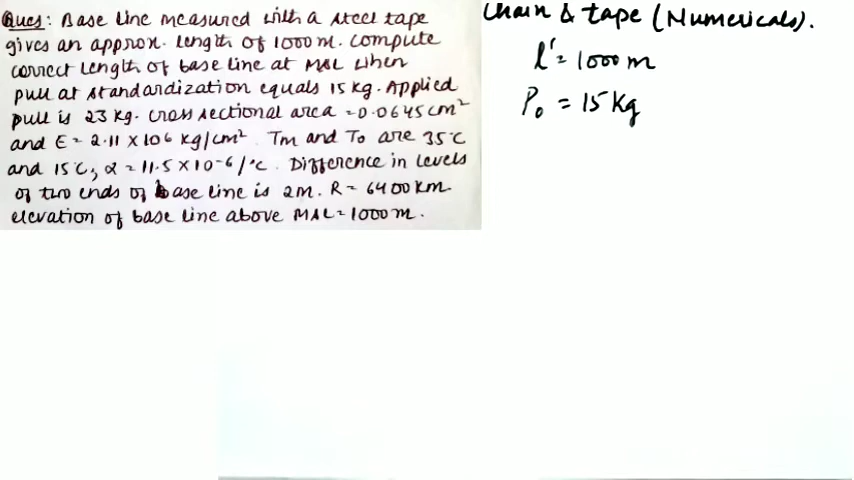 Ques: Base line measured with a steel tape
gives an approx. length of 1000 m. Compute
correct length of base line at MSL when
pull at standardization equals 15 kg. Applied
pull is 23 kg. Cross sectional area = 0.0645 cm²
and E = 2.11 x 10⁶ kg/cm². Tm and To are 35°C
and 15°C, α = 11.5 x 10⁻⁶/°C. Difference in levels
of two ends of base line is 2m. R = 6400 km
elevation of base line above MSL = 1000 m.
Chain & tape (Numericals).
l' = 1000 m
P₀ = 15 kg